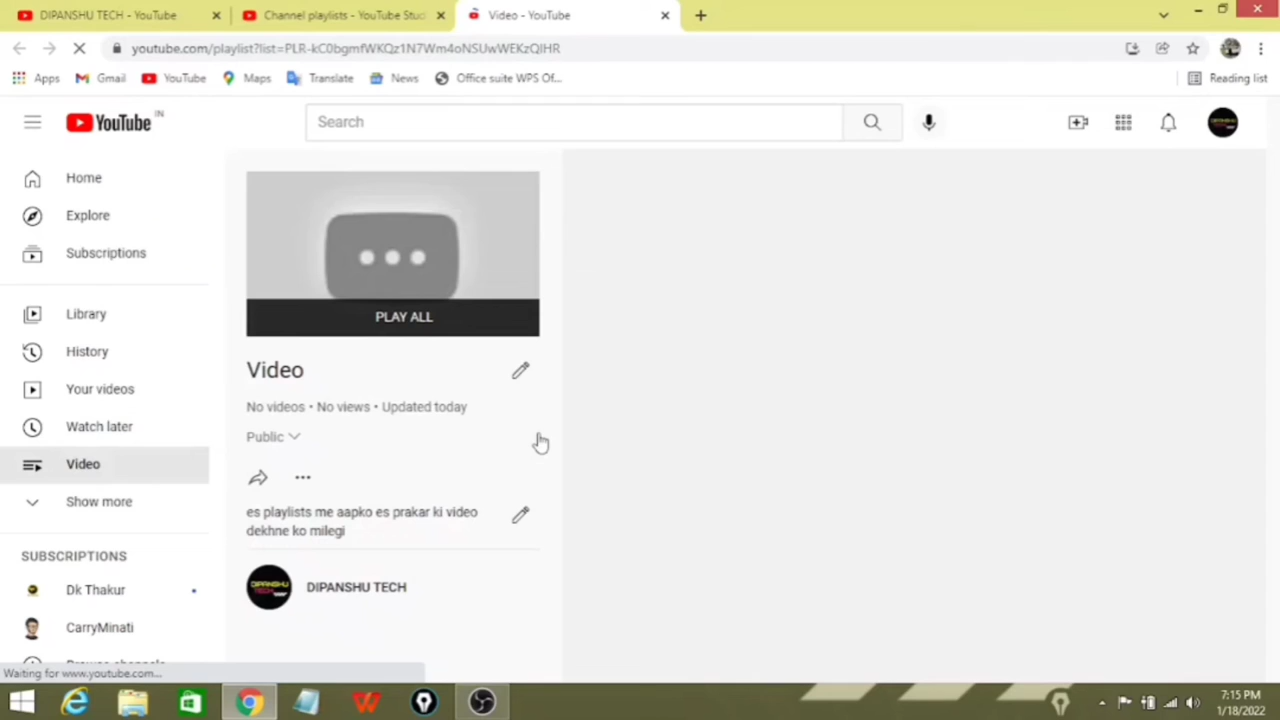 DIPANSHU TECH - YouTube
Channel playlists - YouTube Stud
Video - YouTube
youtube.com/playlist?list=PLR-kC0bgmfWKQz1N7Wm4oNSUwWEKzQIHR
Apps
Gmail
YouTube
Maps
Translate
News
Office suite WPS Of...
Reading list
YouTube IN
Search
Home
Explore
Subscriptions
Library
History
Your videos
Watch later
Video
Show more
SUBSCRIPTIONS
Dk Thakur
CarryMinati
Browse channels
PLAY ALL
Video
No videos • No views • Updated today
Public
es playlists me aapko es prakar ki video
dekhne ko milegi
DIPANSHU TECH
DIPANSHU TECH
Waiting for www.youtube.com...
7:15 PM
1/18/2022